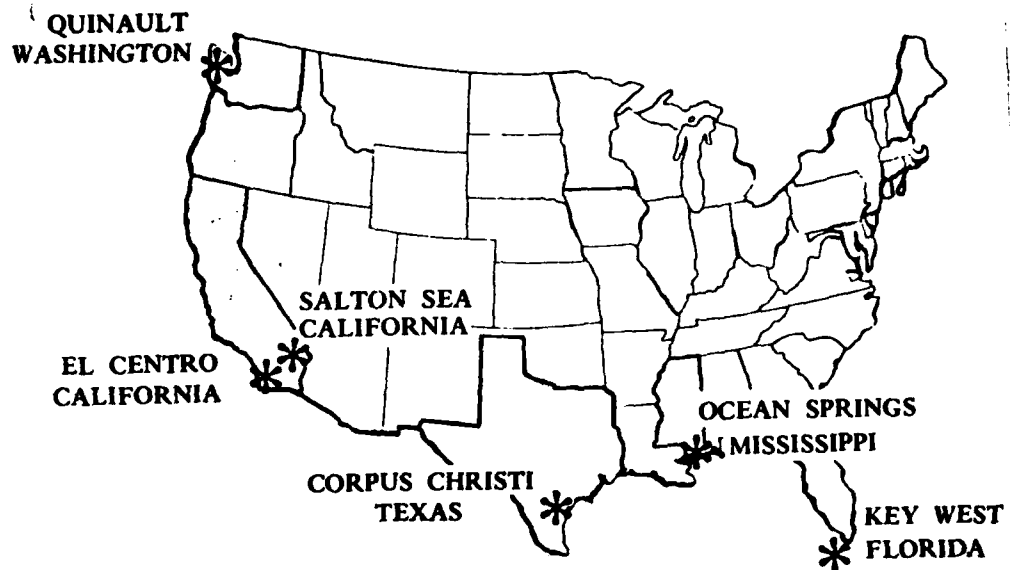 QUINAULT
WASHINGTON
SALTON SEA
CALIFORNIA
EL CENTRO
CALIFORNIA
OCEAN SPRINGS
MISSISSIPPI
CORPUS CHRISTI
TEXAS
KEY WEST
FLORIDA